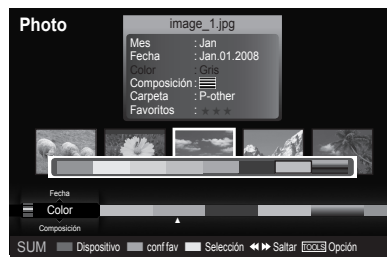 Photo
image_1.jpg
Mes : Jan
Fecha : Jan.01.2008
Color : Gris
Composición :
Carpeta : P-other
Favoritos : ★★★
Fecha
Color
Composición
SUM Dispositivo conf fav Selección Saltar TOOLS Opción